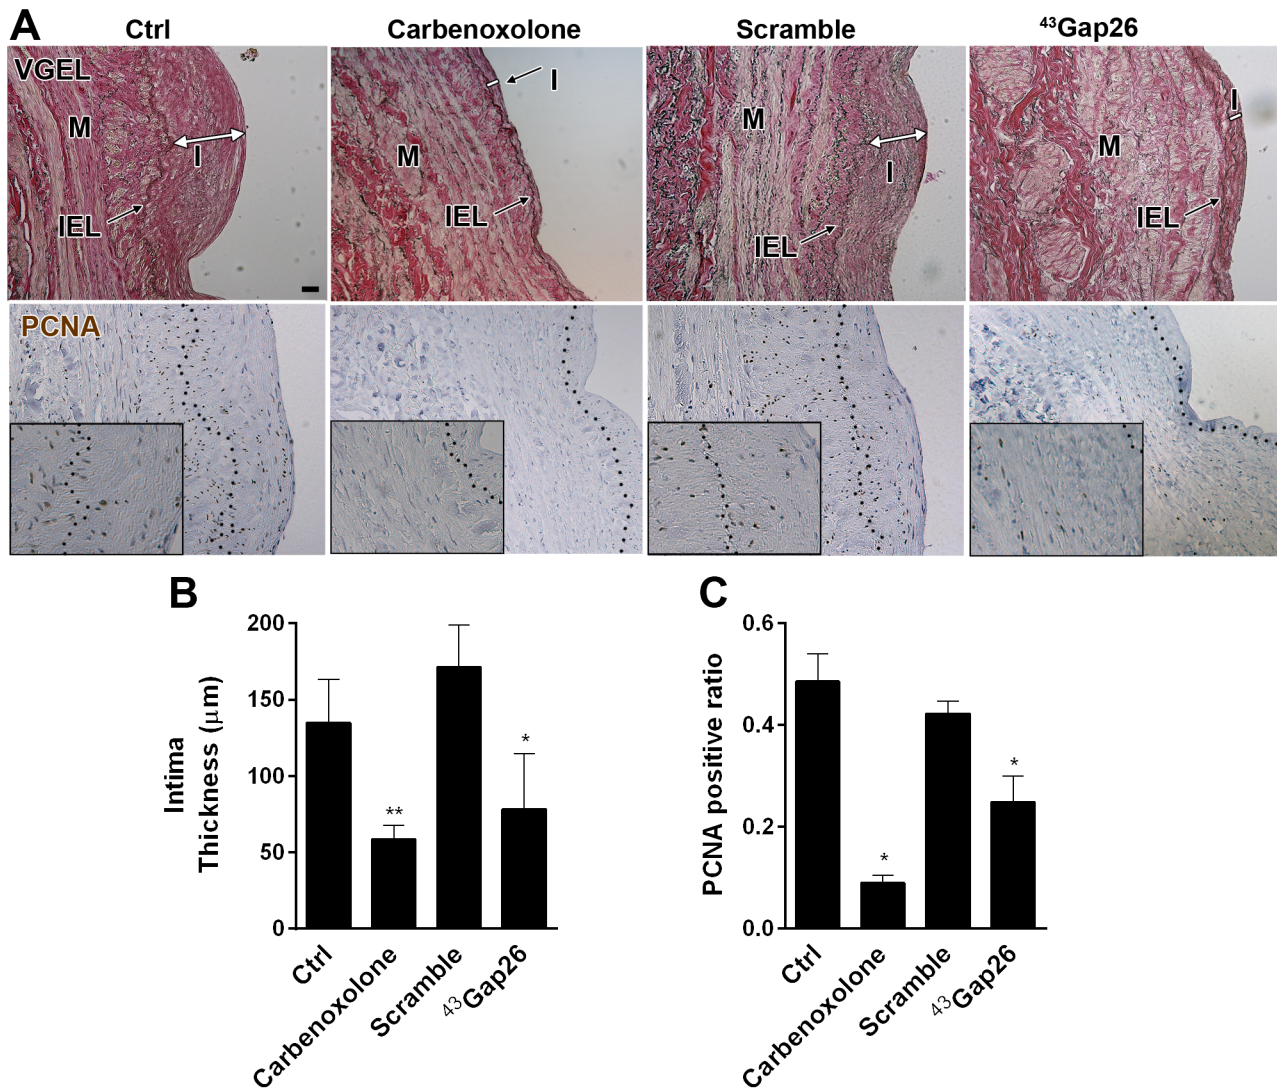 A
Ctrl
Carbenoxolone
Scramble
⁴³Gap26
VGEL
M
I
IEL
I
M
IEL
M
I
IEL
I
M
IEL
PCNA
B
Intima
Thickness (μm)
200
150
100
50
0
**
*
Ctrl
Carbenoxolone
Scramble
⁴³Gap26
C
PCNA positive ratio
0.6
0.4
0.2
0.0
*
*
Ctrl
Carbenoxolone
Scramble
⁴³Gap26